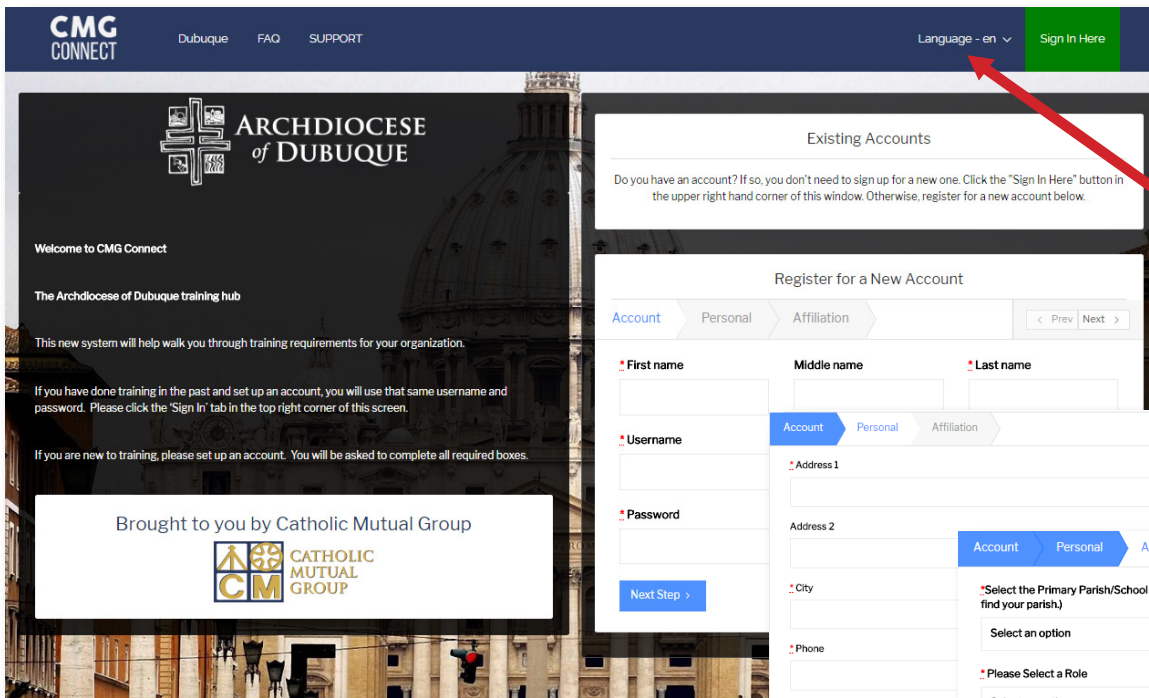 CMG
CONNECT
Dubuque
FAQ
SUPPORT
Language - en
Sign In Here
ARCHDIOCESE
of DUBUQUE
Welcome to CMG Connect
The Archdiocese of Dubuque training hub
This new system will help walk you through training requirements for your organization.
If you have done training in the past and set up an account, you will use that same username and
password. Please click the 'Sign In' tab in the top right corner of this screen.
If you are new to training, please set up an account. You will be asked to complete all required boxes.
Brought to you by Catholic Mutual Group
CM
CATHOLIC
MUTUAL
GROUP
Existing Accounts
Do you have an account? If so, you don't need to sign up for a new one. Click the "Sign In Here" button in
the upper right hand corner of this window. Otherwise, register for a new account below.
Register for a New Account
Account
Personal
Affiliation
< Prev
Next >
* First name
Middle name
* Last name
* Username
* Password
Next Step >
Account
Personal
Affiliation
* Address 1
Address 2
* City
* Phone
Account
Personal
A
*Select the Primary Parish/School
find your parish.)
Select an option
* Please Select a Role